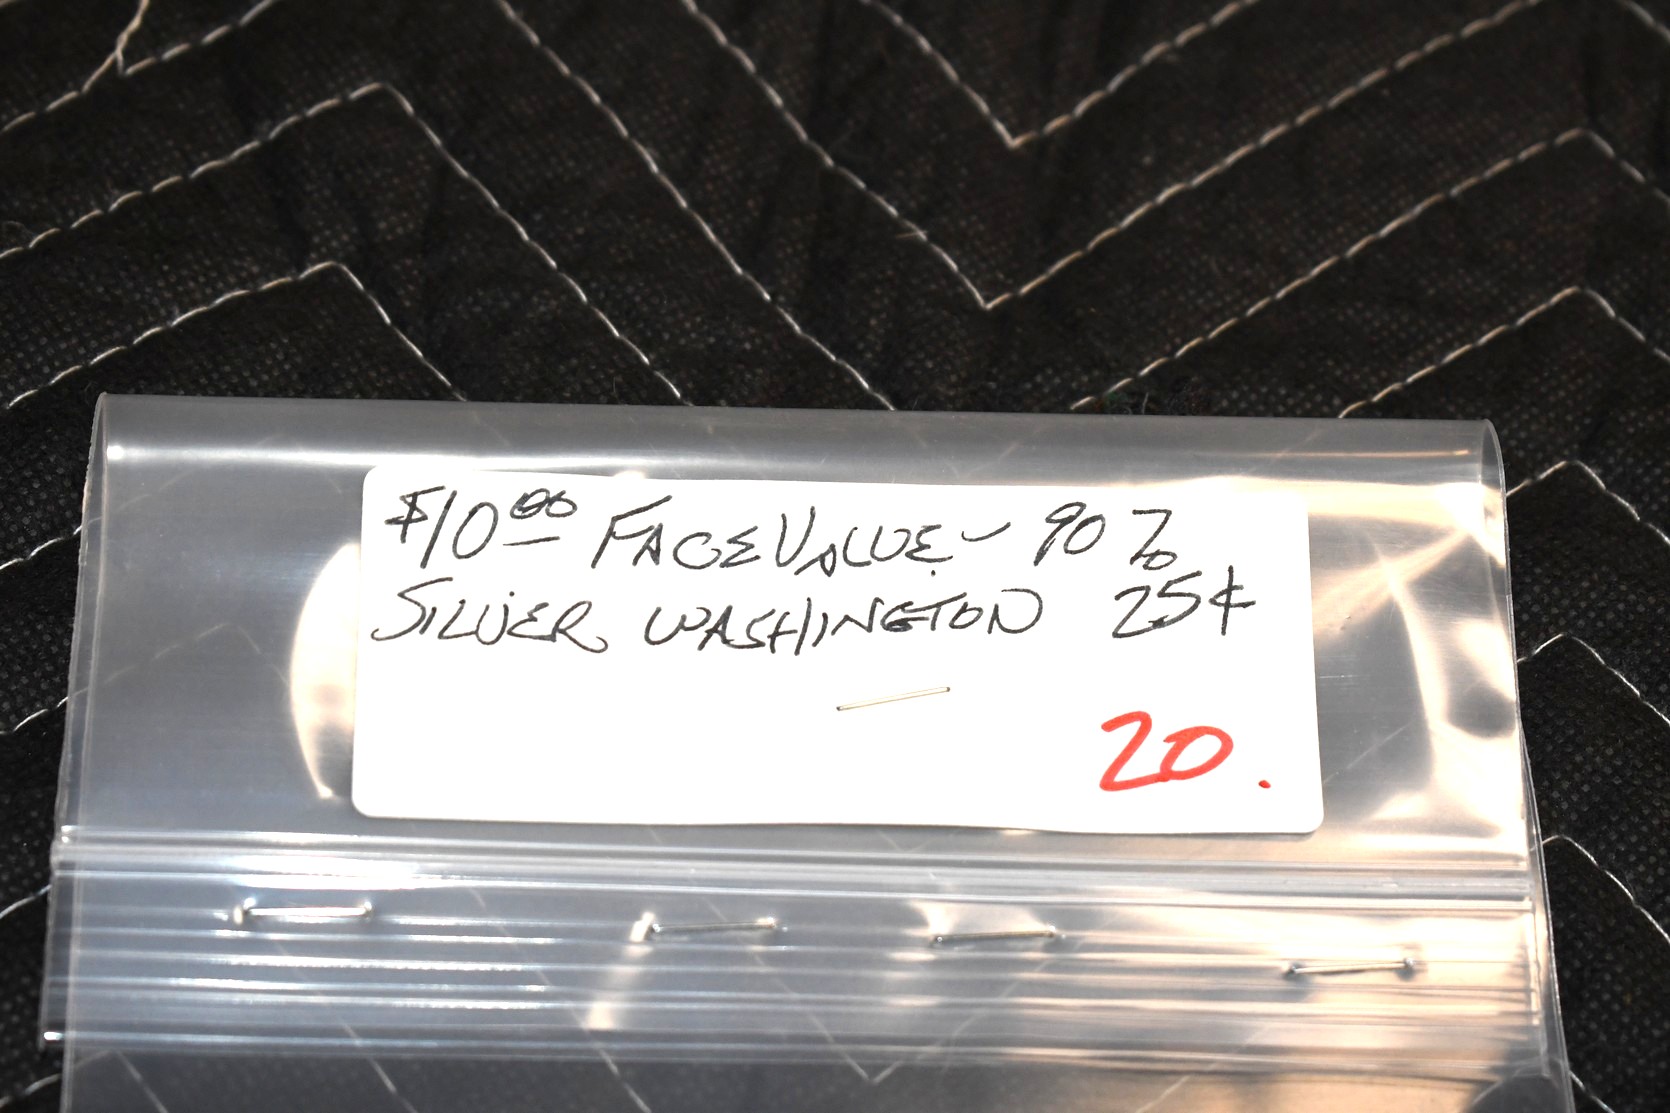 $10.00 FACE VALUE - 90%
SILVER WASHINGTON 25¢
20.